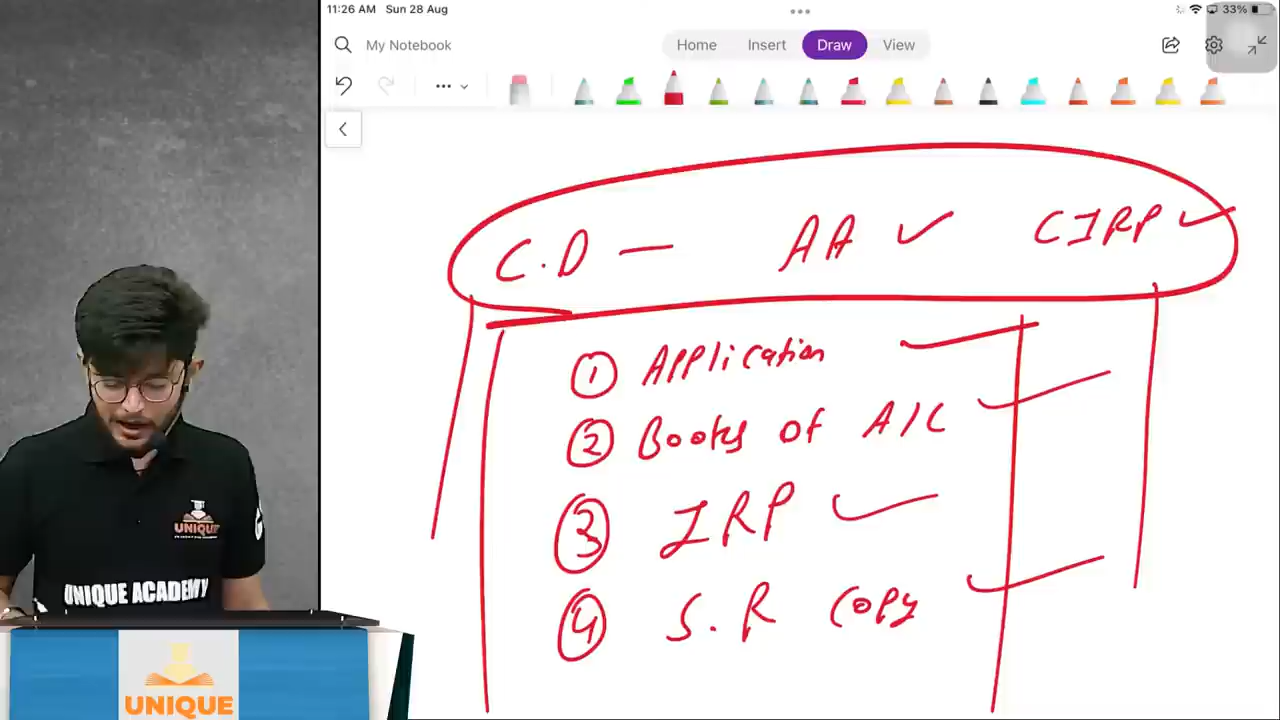 11:26 AM Sun 28 Aug
33%
My Notebook
Home Insert Draw View
C.D — AA ✓ CIRP ✓
① Application
② Books of A/C
③ IRP ✓
④ S.R copy
UNIQUE
UNIQUE ACADEMY
UNIQUE